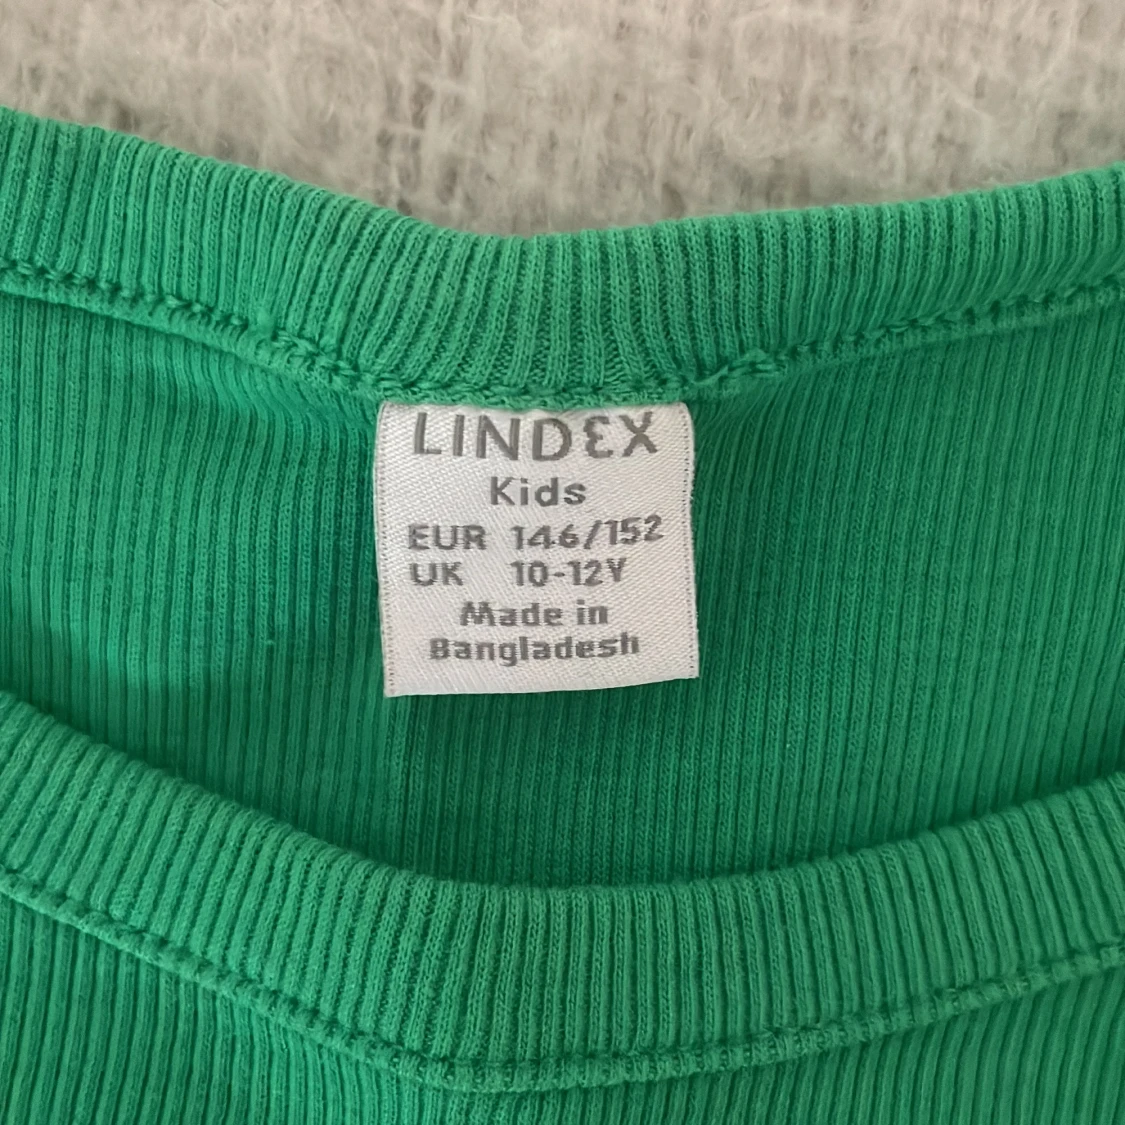 LINDEX
Kids
EUR 146/152
UK 10-12Y
Made in
Bangladesh